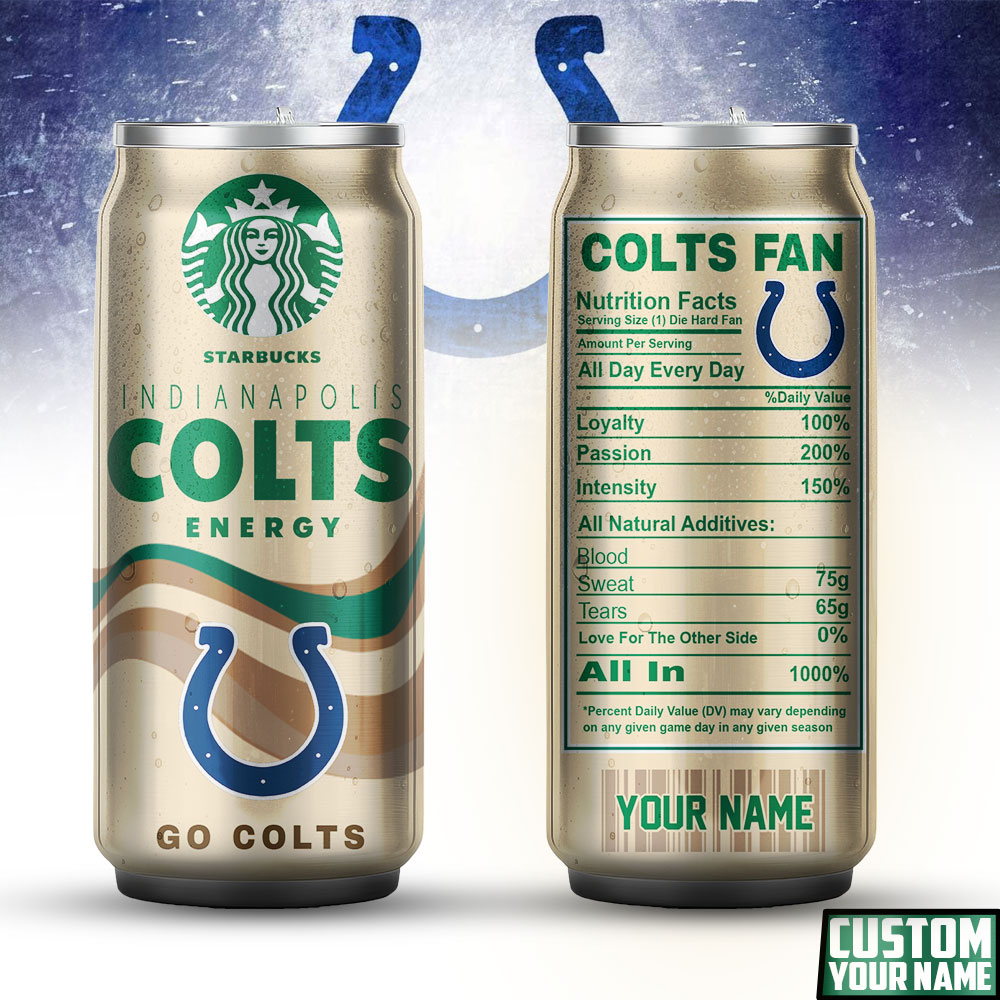 STARBUCKS
INDIANAPOLIS
COLTS
ENERGY
GO COLTS
COLTS FAN
Nutrition Facts
Serving Size (1) Die Hard Fan
Amount Per Serving
All Day Every Day
%Daily Value
Loyalty 100%
Passion 200%
Intensity 150%
All Natural Additives:
Blood
Sweat 75g
Tears 65g
Love For The Other Side 0%
All In 1000%
*Percent Daily Value (DV) may vary depending
on any given game day in any given season
YOUR NAME
CUSTOM
YOUR NAME